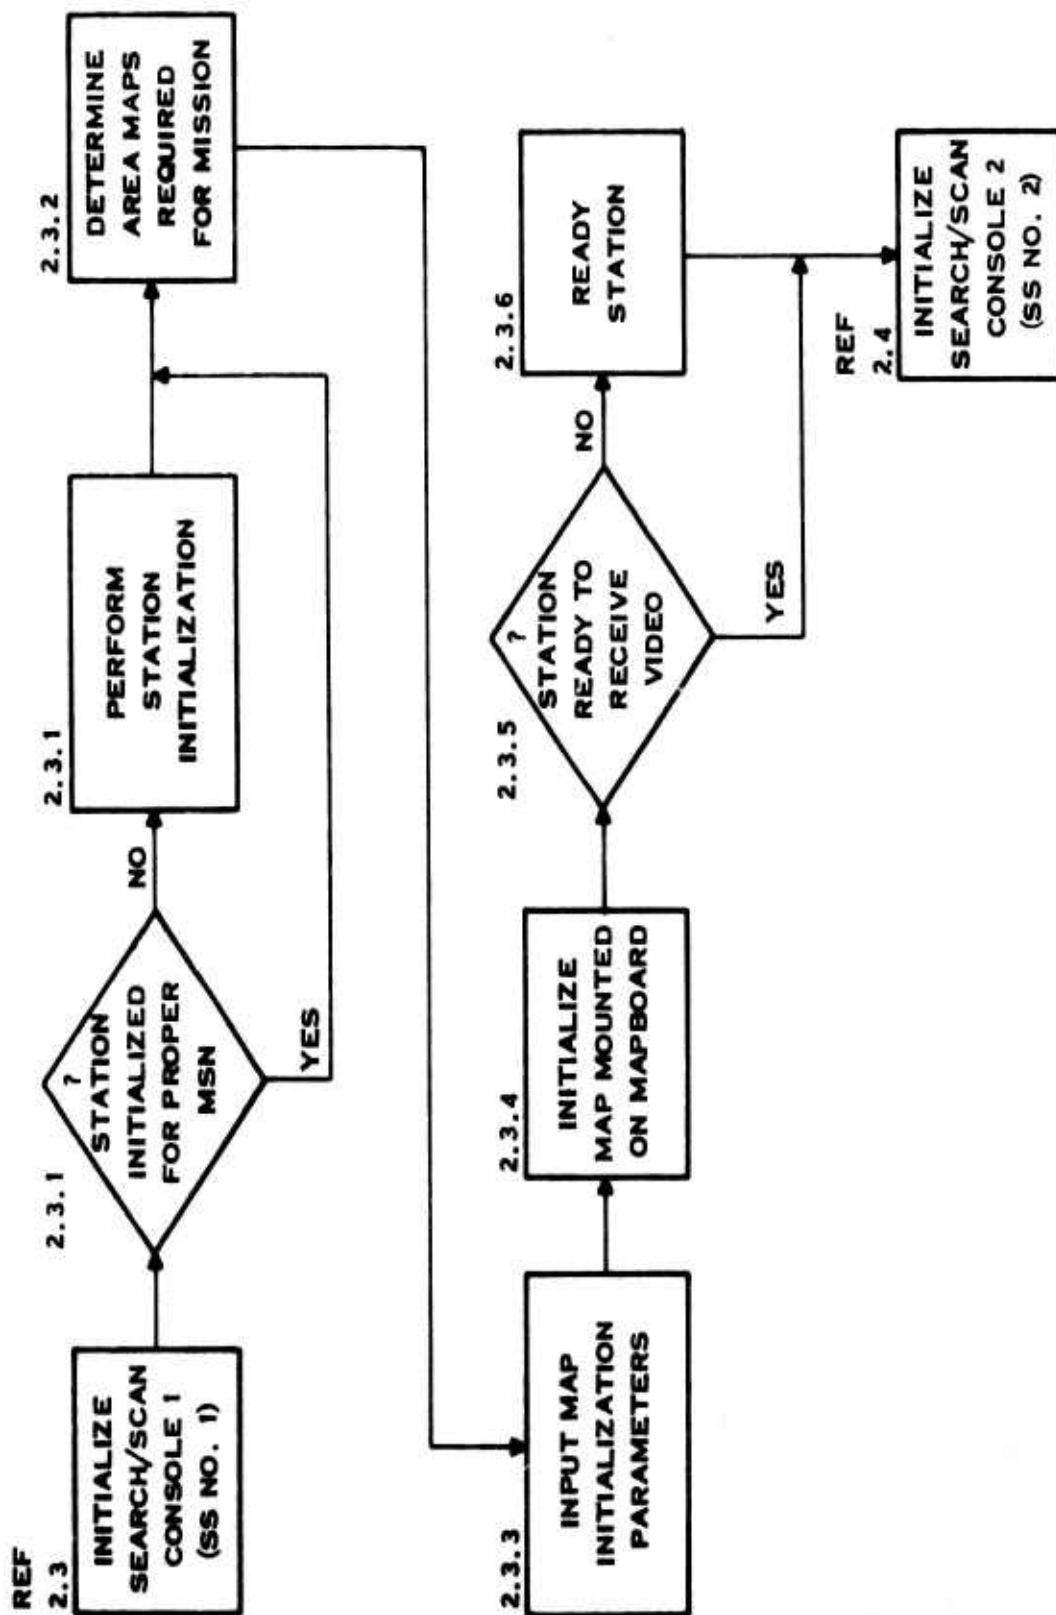 REF
2.3
INITIALIZE
SEARCH/SCAN
CONSOLE 1
(SS NO. 1)
2.3.1
?
STATION
INITIALIZED
FOR PROPER
MSN
NO
YES
2.3.1
PERFORM
STATION
INITIALIZATION
2.3.2
DETERMINE
AREA MAPS
REQUIRED
FOR MISSION
2.3.3
INPUT MAP
INITIALIZATION
PARAMETERS
2.3.4
INITIALIZE
MAP MOUNTED
ON MAPBOARD
2.3.5
?
STATION
READY TO
RECEIVE
VIDEO
NO
YES
2.3.6
READY
STATION
REF
2.4
INITIALIZE
SEARCH/SCAN
CONSOLE 2
(SS NO. 2)